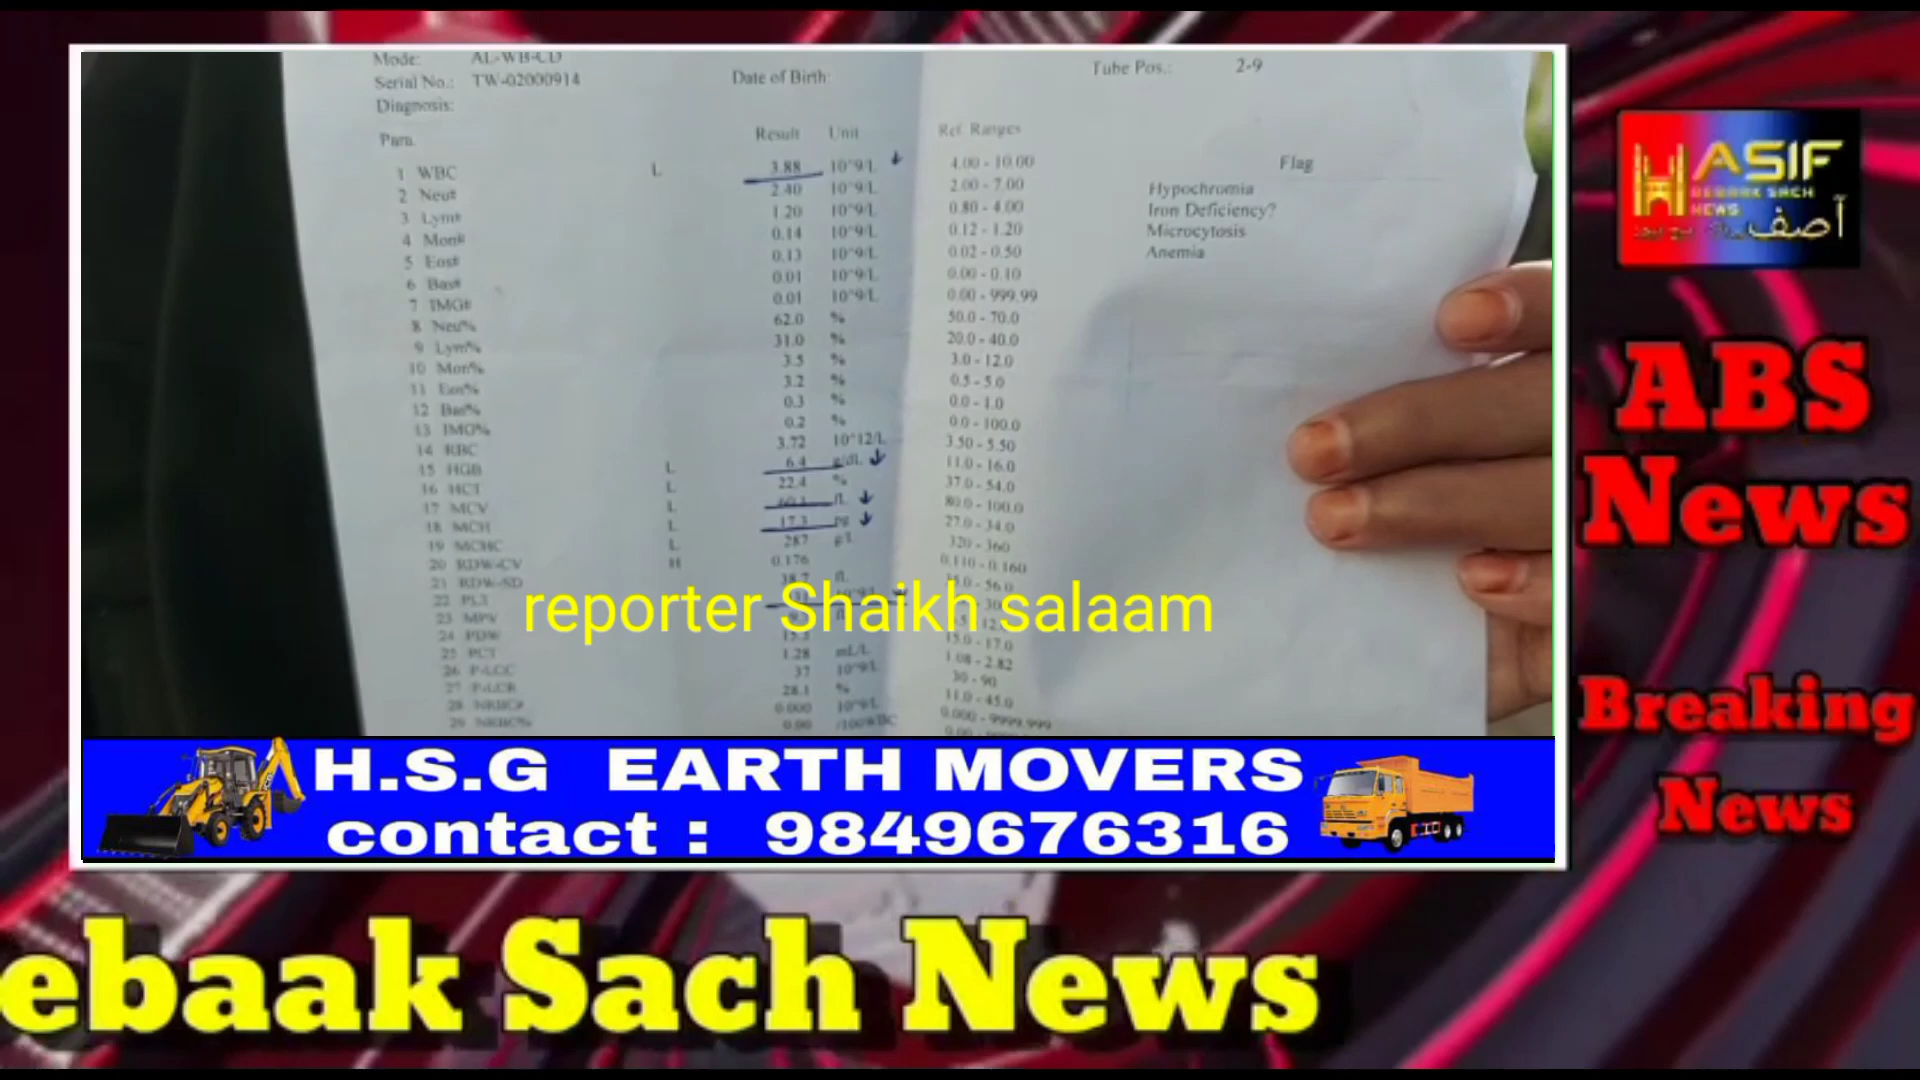 Mode: AL-WB-CD
Serial No.: TW-02000914
Date of Birth:
Tube Pos.: 2-9
Diagnosis:
Para. Result Unit Ref. Ranges
Flag
1 WBC L 3.88 10^9/L ↓ 4.00 - 10.00
2 Neu# 2.40 10^9/L 2.00 - 7.00
3 Lym# 1.20 10^9/L 0.80 - 4.00
4 Mon# 0.14 10^9/L 0.12 - 1.20
5 Eos# 0.13 10^9/L 0.02 - 0.50
6 Bas# 0.01 10^9/L 0.00 - 0.10
7 IMG# 0.01 10^9/L 0.00 - 999.99
8 Neu% 62.0 % 50.0 - 70.0
9 Lym% 31.0 % 20.0 - 40.0
10 Mon% 3.5 % 3.0 - 12.0
11 Eos% 3.2 % 0.5 - 5.0
12 Bas% 0.3 % 0.0 - 1.0
13 IMG% 0.2 % 0.0 - 100.0
14 RBC 3.72 10^12/L 3.50 - 5.50
15 HGB L 6.4 g/dL ↓ 11.0 - 16.0
16 HCT L 22.4 % 37.0 - 54.0
17 MCV L fL ↓ 80.0 - 100.0
18 MCH L 17.3 pg ↓ 27.0 - 34.0
19 MCHC L 287 g/L 320 - 360
20 RDW-CV H 0.176 0.110 - 0.160
21 RDW-SD 38.7 fL - 56.0
22 PLT
23 MPV
24 PDW 15.0 - 17.0
25 PCT 1.28 mL/L 1.08 - 2.82
26 P-LCC 37 10^9/L 30 - 90
27 P-LCR 28.1 % 11.0 - 45.0
28 NRBC# 0.000 10^9/L 0.000 - 9999.999
29 NRBC% 0.00 /100WBC
Hypochromia
Iron Deficiency?
Microcytosis
Anemia
reporter Shaikh salaam
H.S.G EARTH MOVERS
contact : 9849676316
ASIF
BEBAAK SACH
NEWS
آصف
ABS
News
Breaking
News
ebaak Sach News